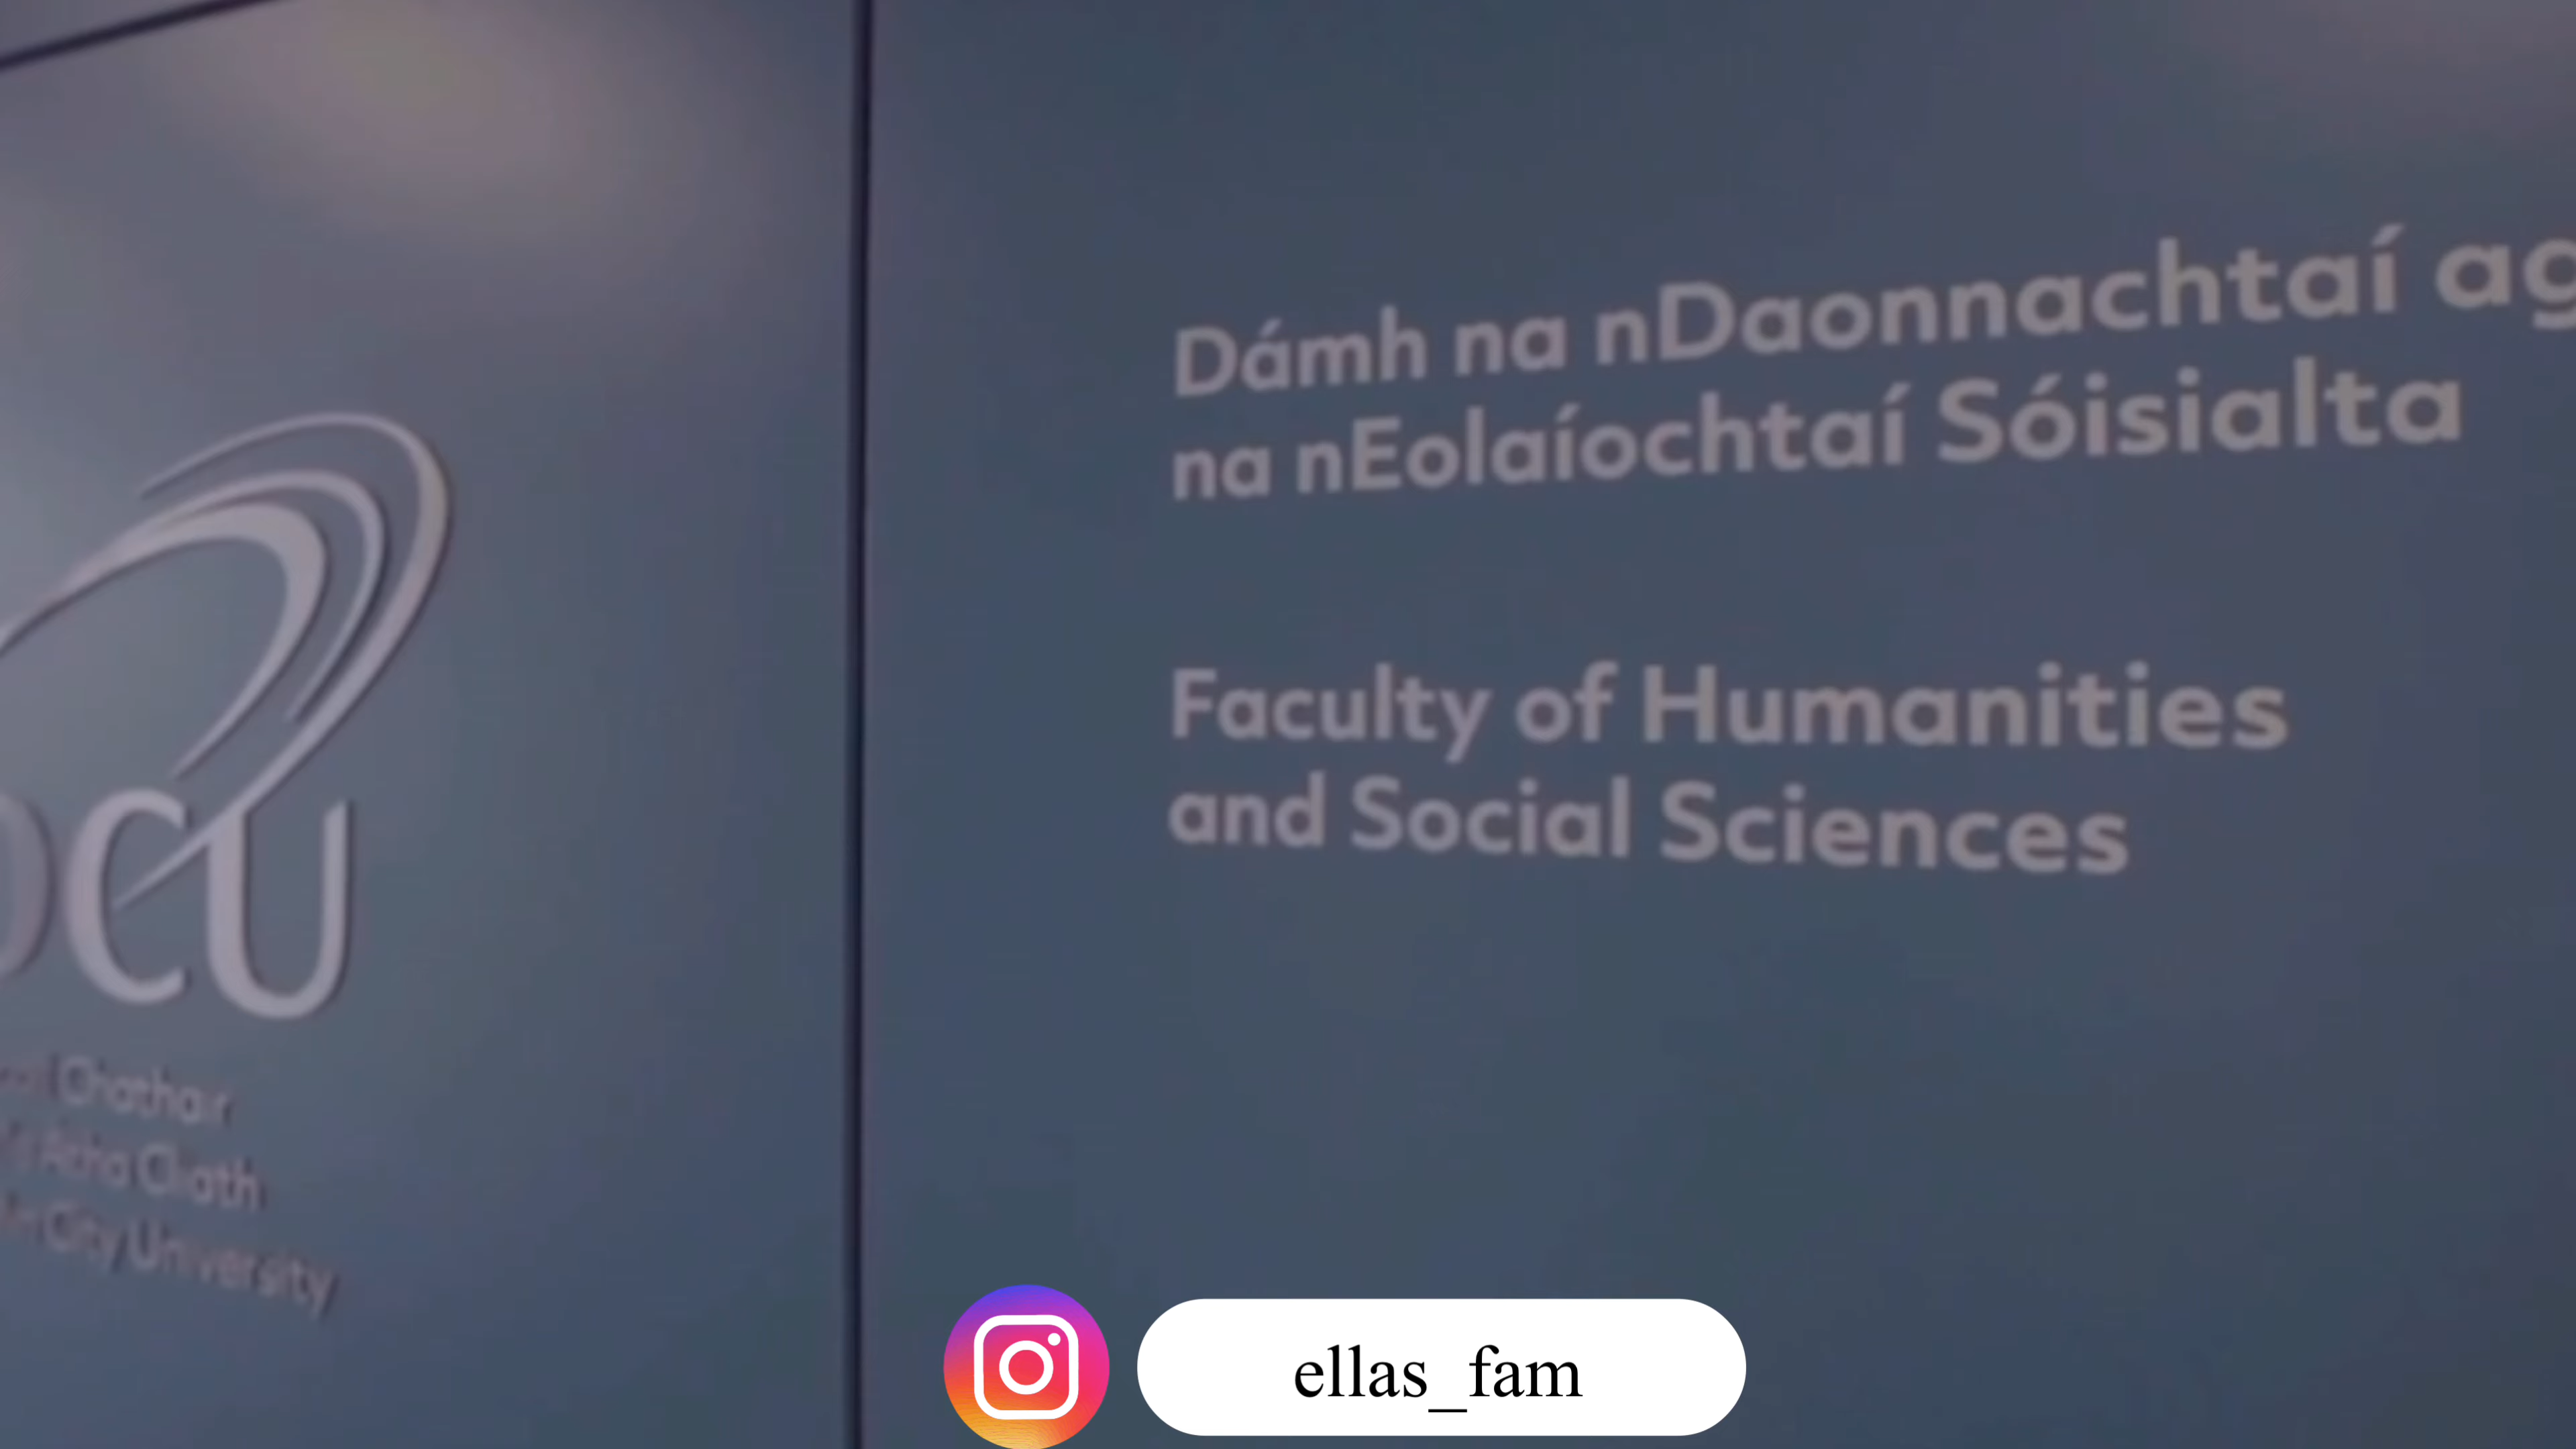 DCU
Chathair
Átha Cliath
City University
Dámh na nDaonnachtaí ag
na nEolaíochtaí Sóisialta
Faculty of Humanities
and Social Sciences
ellas_fam